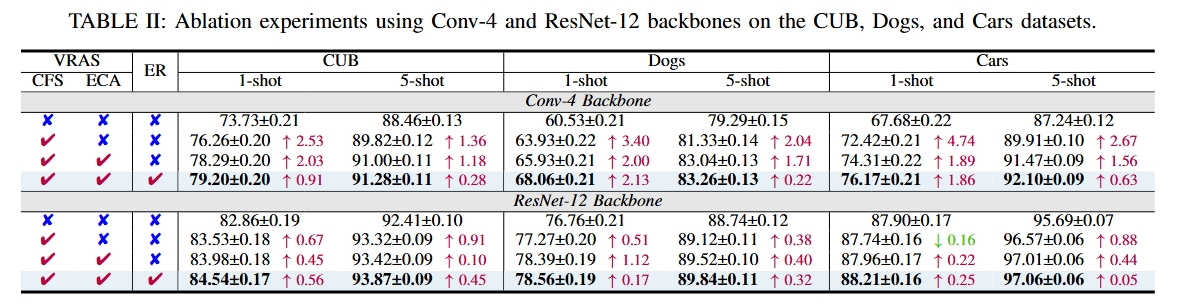 TABLE II: Ablation experiments using Conv-4 and ResNet-12 backbones on the CUB, Dogs, and Cars datasets.
VRAS ER CUB Dogs Cars
CFS ECA 1-shot 5-shot 1-shot 5-shot 1-shot 5-shot
Conv-4 Backbone
✘ ✘ ✘ 73.73±0.21 88.46±0.13 60.53±0.21 79.29±0.15 67.68±0.22 87.24±0.12
✔ ✘ ✘ 76.26±0.20 ↑ 2.53 89.82±0.12 ↑ 1.36 63.93±0.22 ↑ 3.40 81.33±0.14 ↑ 2.04 72.42±0.21 ↑ 4.74 89.91±0.10 ↑ 2.67
✔ ✔ ✘ 78.29±0.20 ↑ 2.03 91.00±0.11 ↑ 1.18 65.93±0.21 ↑ 2.00 83.04±0.13 ↑ 1.71 74.31±0.22 ↑ 1.89 91.47±0.09 ↑ 1.56
✔ ✔ ✔ 79.20±0.20 ↑ 0.91 91.28±0.11 ↑ 0.28 68.06±0.21 ↑ 2.13 83.26±0.13 ↑ 0.22 76.17±0.21 ↑ 1.86 92.10±0.09 ↑ 0.63
ResNet-12 Backbone
✘ ✘ ✘ 82.86±0.19 92.41±0.10 76.76±0.21 88.74±0.12 87.90±0.17 95.69±0.07
✔ ✘ ✘ 83.53±0.18 ↑ 0.67 93.32±0.09 ↑ 0.91 77.27±0.20 ↑ 0.51 89.12±0.11 ↑ 0.38 87.74±0.16 ↓ 0.16 96.57±0.06 ↑ 0.88
✔ ✔ ✘ 83.98±0.18 ↑ 0.45 93.42±0.09 ↑ 0.10 78.39±0.19 ↑ 1.12 89.52±0.10 ↑ 0.40 87.96±0.17 ↑ 0.22 97.01±0.06 ↑ 0.44
✔ ✔ ✔ 84.54±0.17 ↑ 0.56 93.87±0.09 ↑ 0.45 78.56±0.19 ↑ 0.17 89.84±0.11 ↑ 0.32 88.21±0.16 ↑ 0.25 97.06±0.06 ↑ 0.05